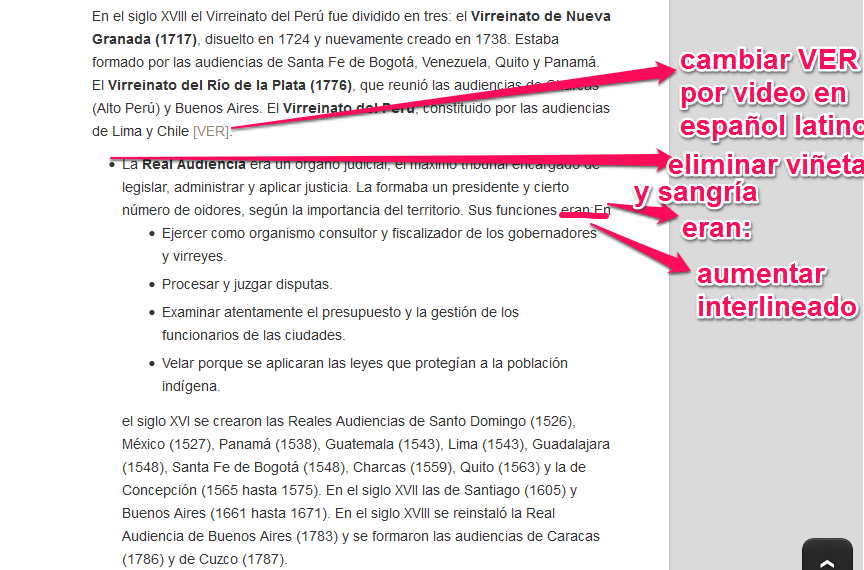 En el siglo XVIII el Virreinato del Perú fue dividido en tres: el Virreinato de Nueva
Granada (1717), disuelto en 1724 y nuevamente creado en 1738. Estaba
formado por las audiencias de Santa Fe de Bogotá, Venezuela, Quito y Panamá.
El Virreinato del Río de la Plata (1776), que reunió las audiencias de Charcas
(Alto Perú) y Buenos Aires. El Virreinato del Perú, constituido por las audiencias
de Lima y Chile [VER].
cambiar VER
por video en
español latino
• La Real Audiencia era un órgano judicial, el máximo tribunal encargado de
legislar, administrar y aplicar justicia. La formaba un presidente y cierto
número de oidores, según la importancia del territorio. Sus funciones eran:En
eliminar viñeta
y sangría
eran:
aumentar
interlineado
• Ejercer como organismo consultor y fiscalizador de los gobernadores
y virreyes.
• Procesar y juzgar disputas.
• Examinar atentamente el presupuesto y la gestión de los
funcionarios de las ciudades.
• Velar porque se aplicaran las leyes que protegían a la población
indígena.
el siglo XVI se crearon las Reales Audiencias de Santo Domingo (1526),
México (1527), Panamá (1538), Guatemala (1543), Lima (1543), Guadalajara
(1548), Santa Fe de Bogotá (1548), Charcas (1559), Quito (1563) y la de
Concepción (1565 hasta 1575). En el siglo XVII las de Santiago (1605) y
Buenos Aires (1661 hasta 1671). En el siglo XVIII se reinstaló la Real
Audiencia de Buenos Aires (1783) y se formaron las audiencias de Caracas
(1786) y de Cuzco (1787).